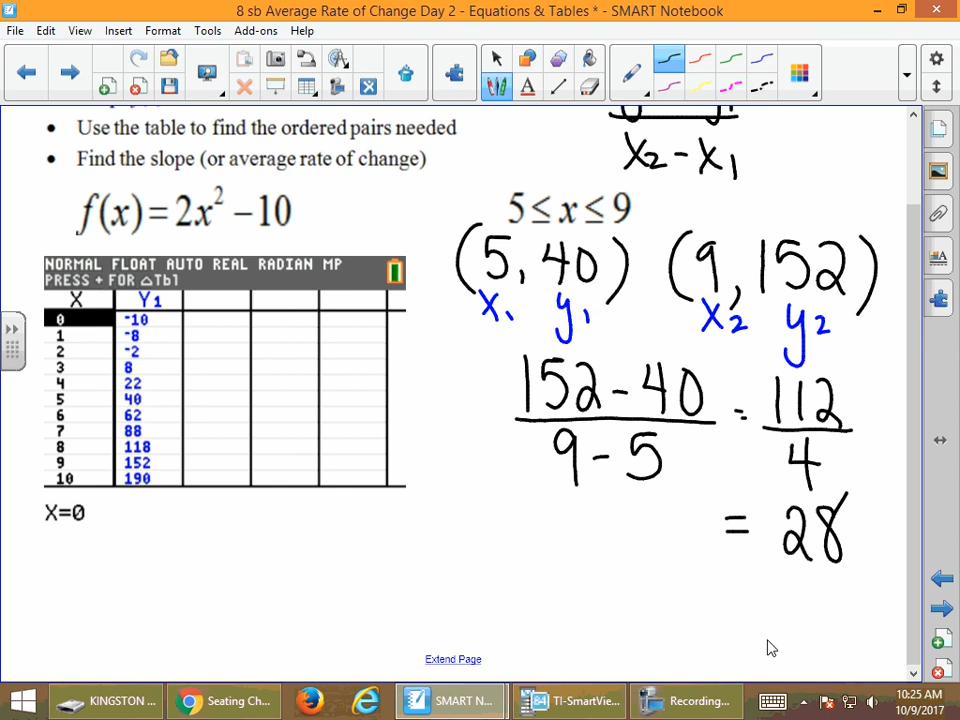 8 sb Average Rate of Change Day 2 - Equations & Tables * - SMART Notebook
File Edit View Insert Format Tools Add-ons Help
• Use the table to find the ordered pairs needed
x₂ - x₁
• Find the slope (or average rate of change)
f(x) = 2x² - 10
5 ≤ x ≤ 9
(5, 40) (9, 152)
x₁ y₁ x₂ y₂
NORMAL FLOAT AUTO REAL RADIAN MP
PRESS + FOR △Tbl
X Y1
0 -10
1 -8
2 -2
3 8
4 22
5 40
6 62
7 88
8 118
9 152
10 190
X=0
152 - 40 = 112
9 - 5 4
= 28
Extend Page
KINGSTON ... Seating Ch... SMART N... TI-SmartVie... Recording...
84
10:25 AM
10/9/2017